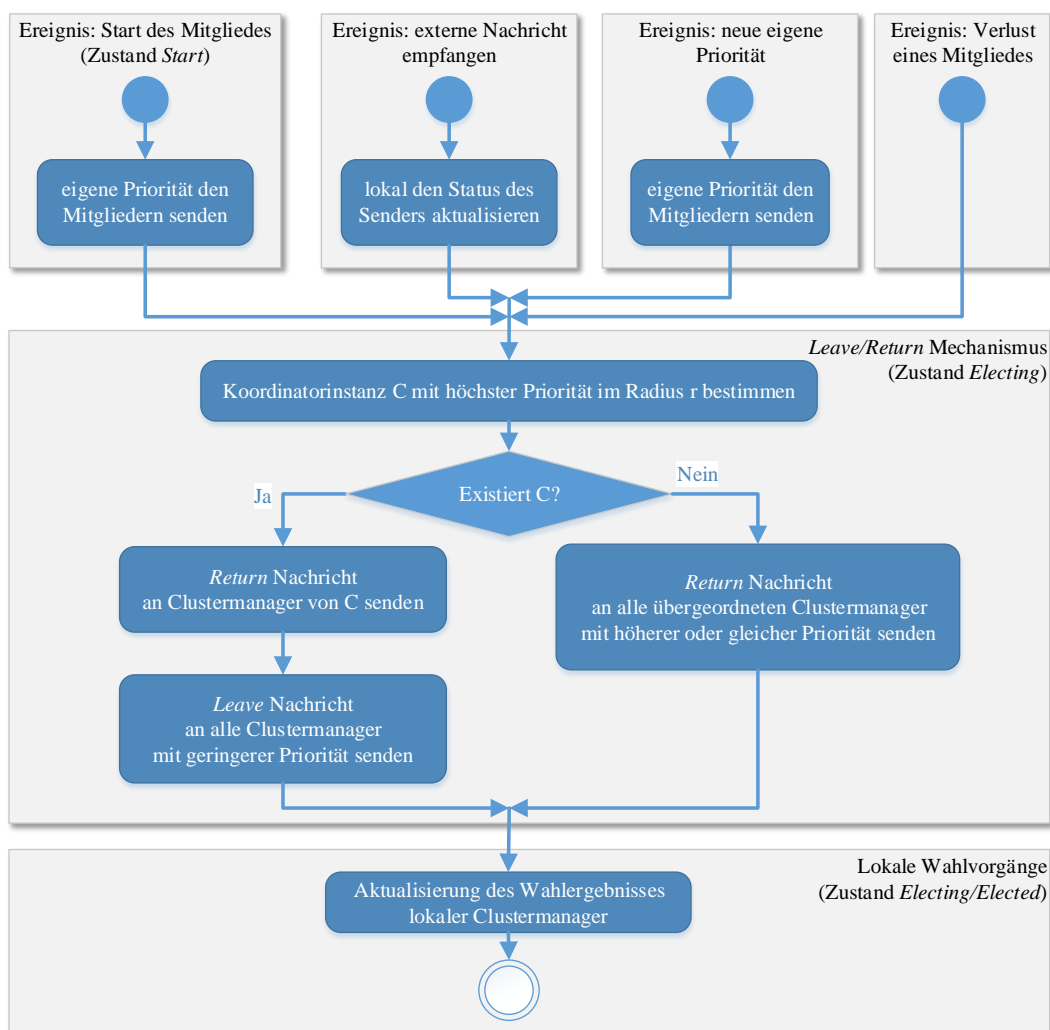 Ereignis: Start des Mitgliedes
(Zustand Start)
eigene Priorität den
Mitgliedern senden
Ereignis: externe Nachricht
empfangen
lokal den Status des
Senders aktualisieren
Ereignis: neue eigene
Priorität
eigene Priorität den
Mitgliedern senden
Ereignis: Verlust
eines Mitgliedes
Leave/Return Mechanismus
(Zustand Electing)
Koordinatorinstanz C mit höchster Priorität im Radius r bestimmen
Existiert C?
Ja
Nein
Return Nachricht
an Clustermanager von C senden
Leave Nachricht
an alle Clustermanager
mit geringerer Priorität senden
Return Nachricht
an alle übergeordneten Clustermanager
mit höherer oder gleicher Priorität senden
Lokale Wahlvorgänge
(Zustand Electing/Elected)
Aktualisierung des Wahlergebnisses
lokaler Clustermanager